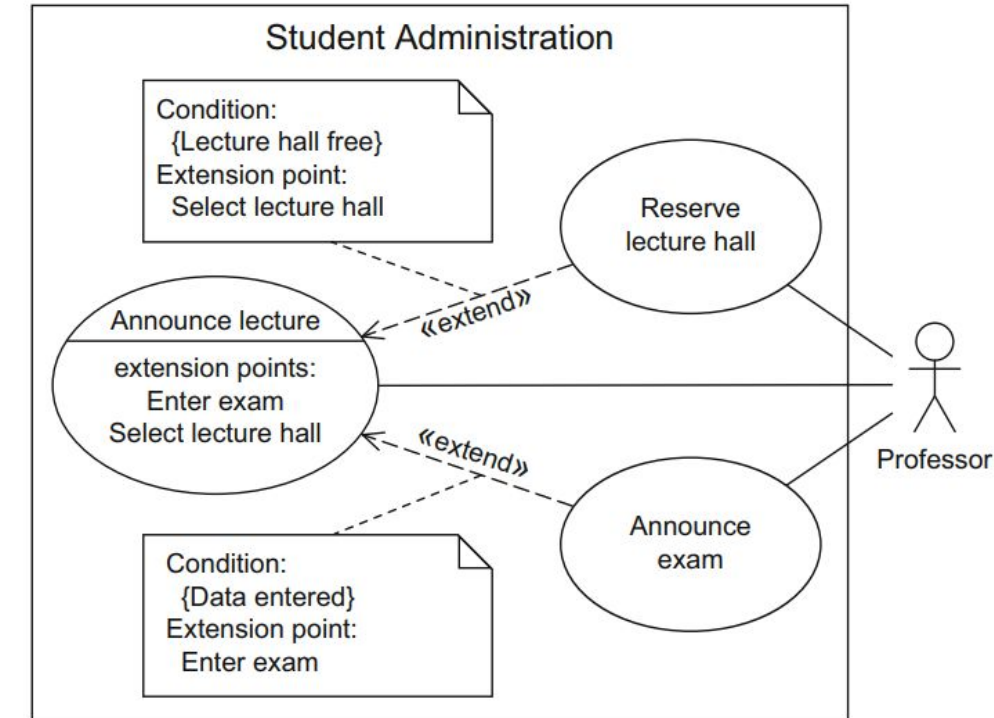 Student Administration
Condition:
{Lecture hall free}
Extension point:
Select lecture hall
Reserve
lecture hall
«extend»
Announce lecture
extension points:
Enter exam
Select lecture hall
«extend»
Professor
Announce
exam
Condition:
{Data entered}
Extension point:
Enter exam